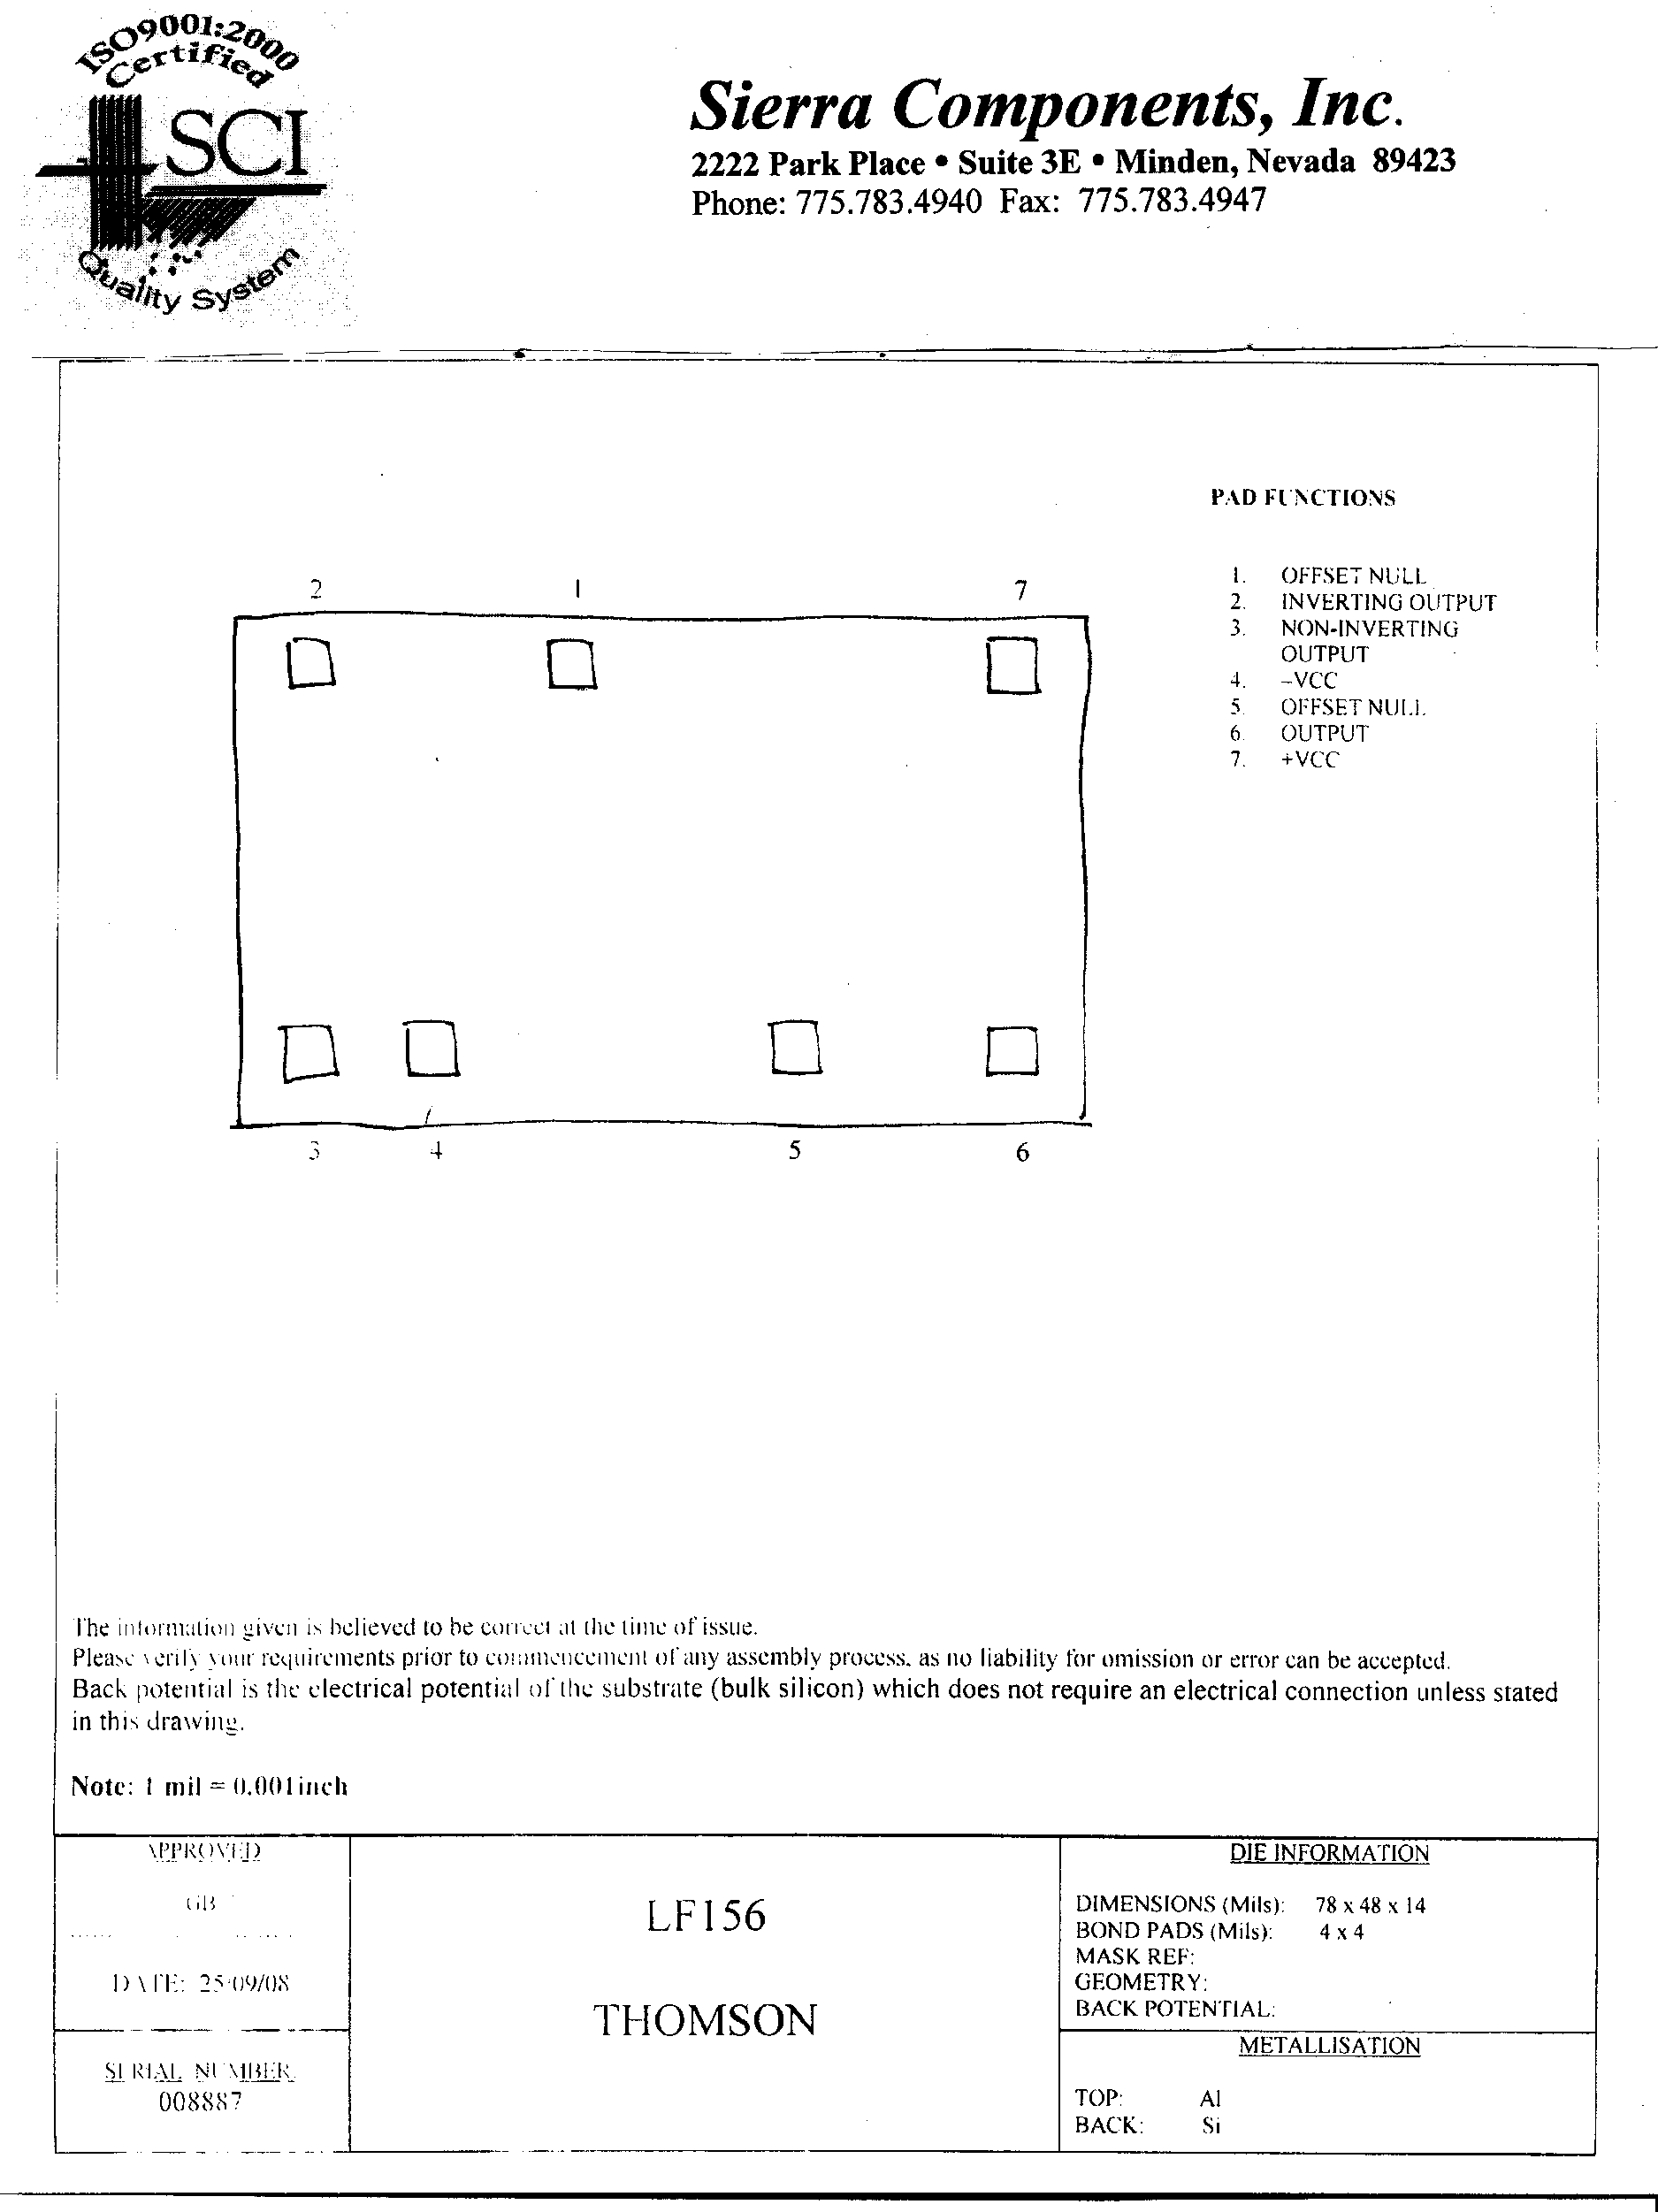 ISO9001:2000
Certified
SCI
Quality System
Sierra Components, Inc.
2222 Park Place • Suite 3E • Minden, Nevada 89423
Phone: 775.783.4940 Fax: 775.783.4947
PAD FUNCTIONS
1. OFFSET NULL
2. INVERTING OUTPUT
3. NON-INVERTING
OUTPUT
4. –VCC
5. OFFSET NULL
6. OUTPUT
7. +VCC
2 1 7
3 4 5 6
The information given is believed to be correct at the time of issue.
Please verify your requirements prior to commencement of any assembly process, as no liability for omission or error can be accepted.
Back potential is the electrical potential of the substrate (bulk silicon) which does not require an electrical connection unless stated
in this drawing.
Note: 1 mil = 0.001inch
APPROVED
GB
DATE: 25/09/08
SERIAL NUMBER
008887
LF156
THOMSON
DIE INFORMATION
DIMENSIONS (Mils): 78 x 48 x 14
BOND PADS (Mils): 4 x 4
MASK REF:
GEOMETRY:
BACK POTENTIAL:
METALLISATION
TOP: Al
BACK: Si